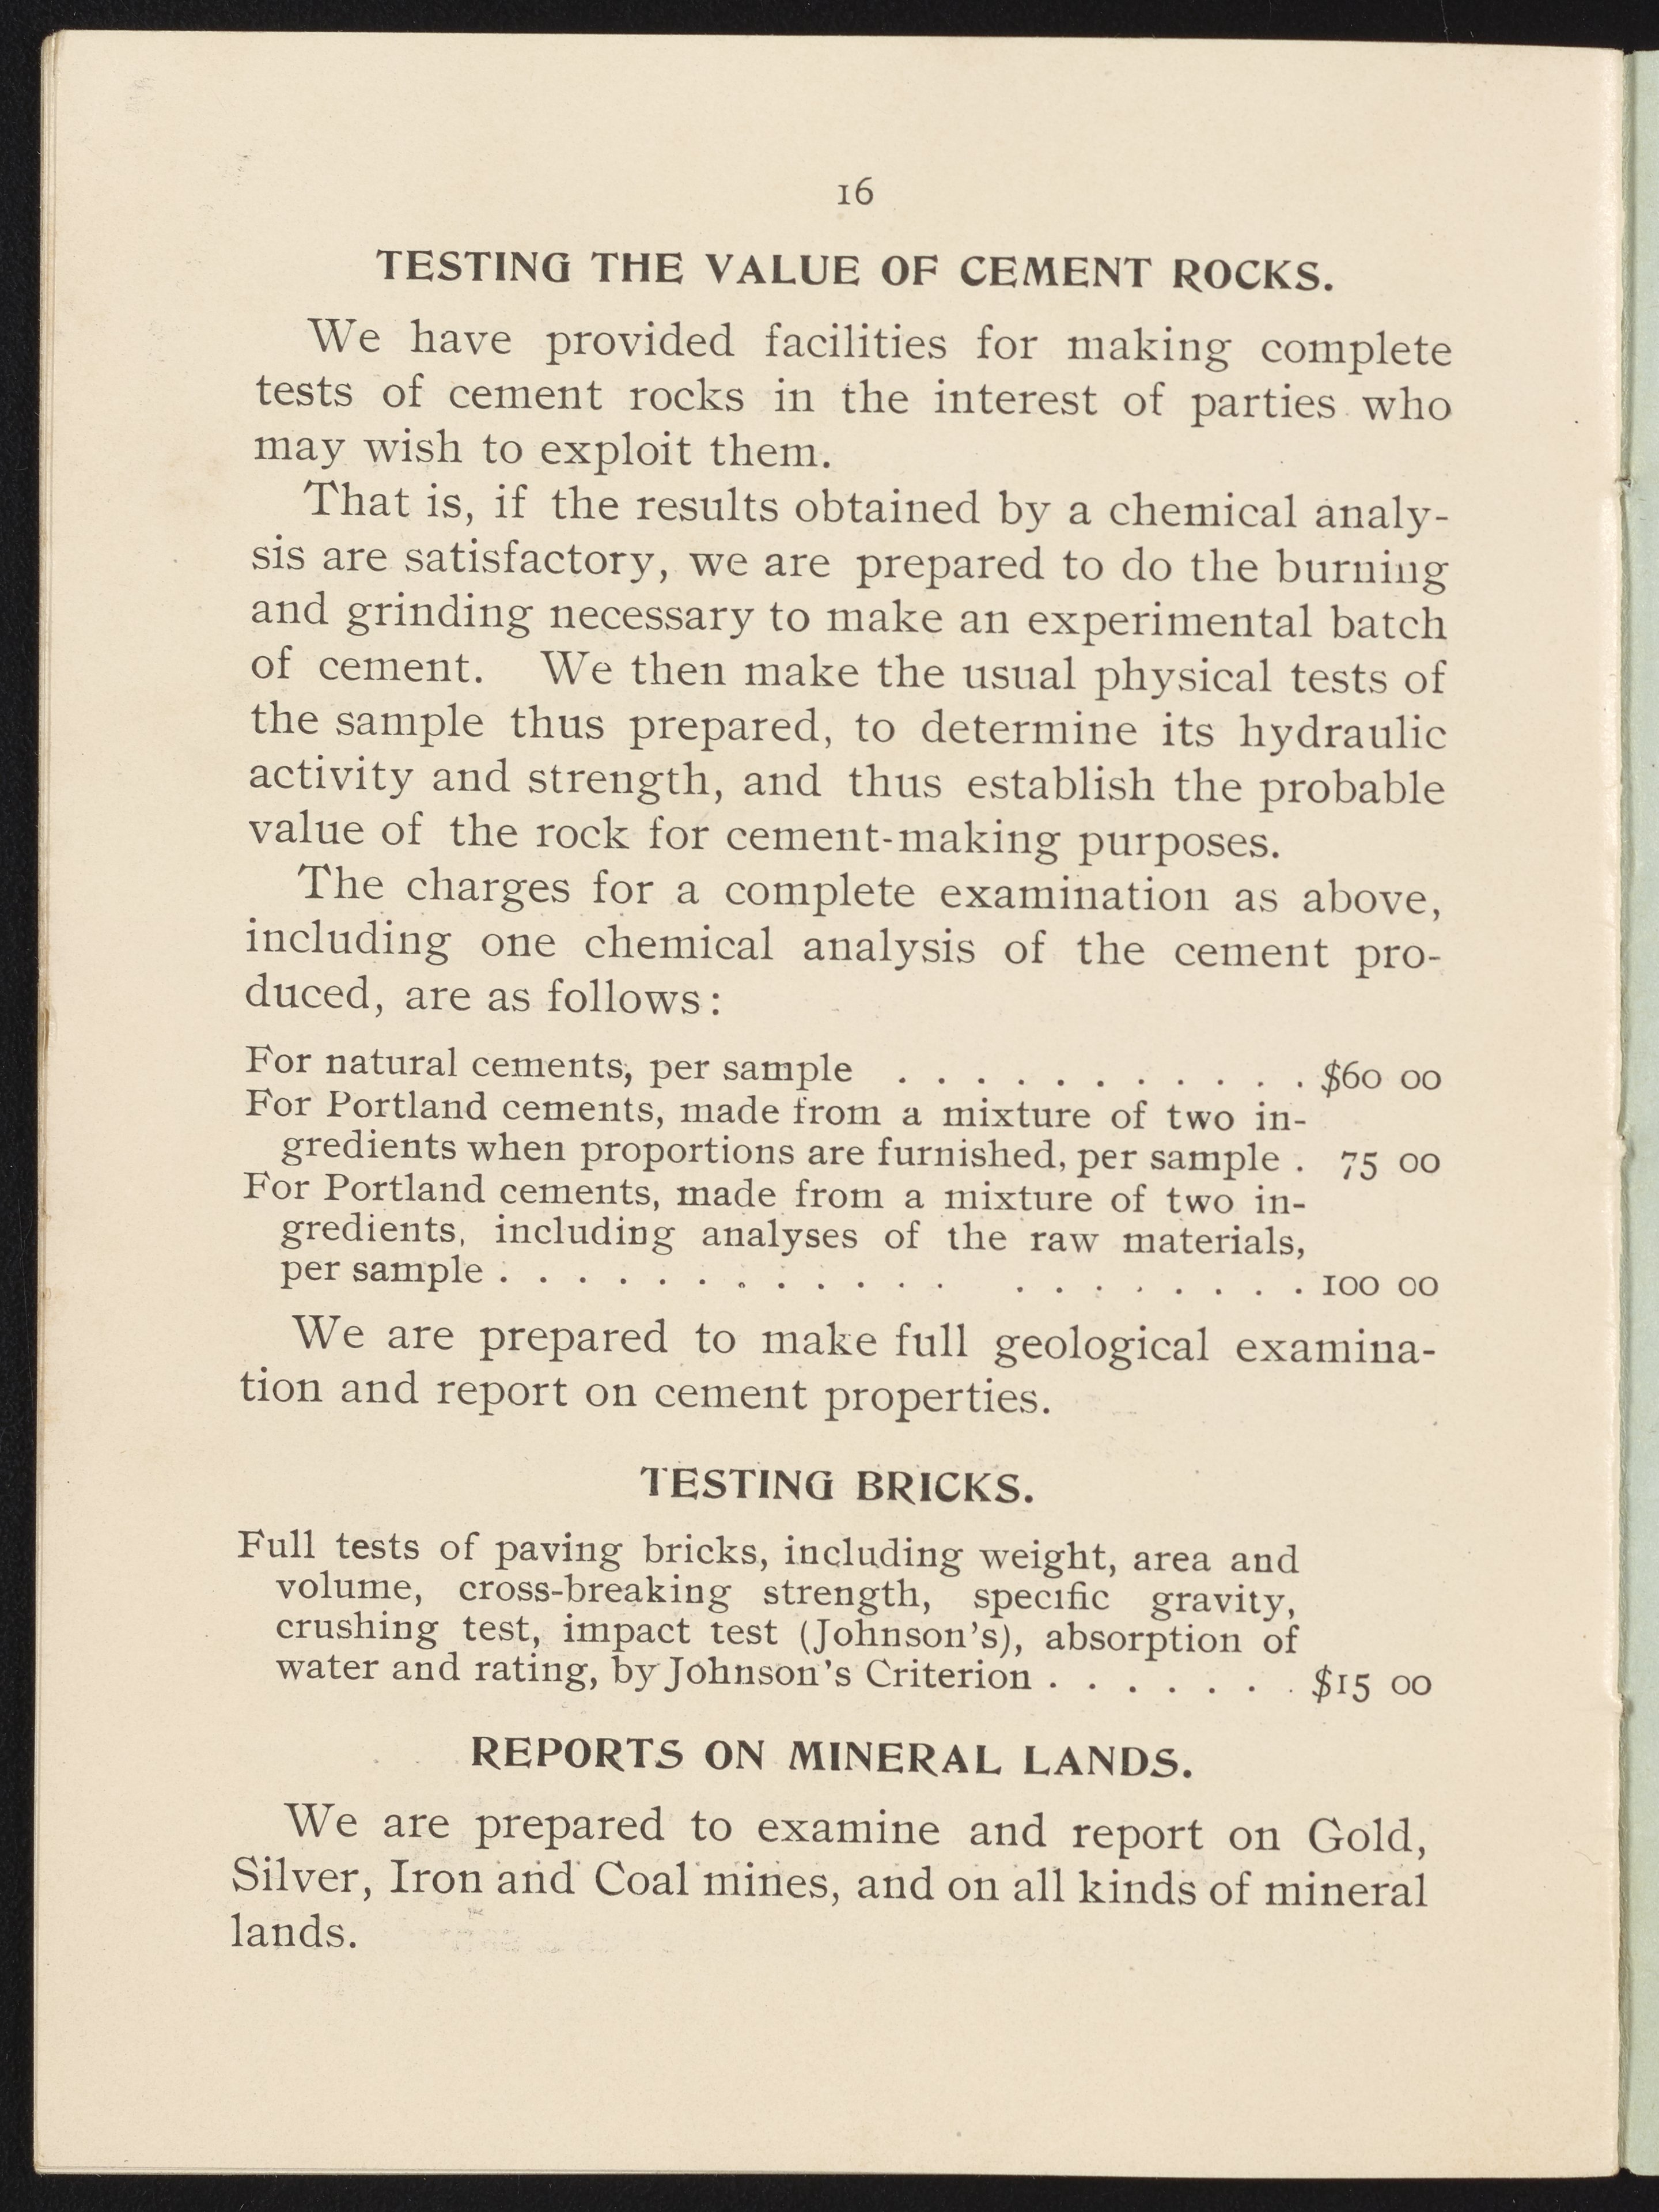 16
TESTING THE VALUE OF CEMENT ROCKS.
We have provided facilities for making complete
tests of cement rocks in the interest of parties who
may wish to exploit them.
That is, if the results obtained by a chemical analy-
sis are satisfactory, we are prepared to do the burning
and grinding necessary to make an experimental batch
of cement. We then make the usual physical tests of
the sample thus prepared, to determine its hydraulic
activity and strength, and thus establish the probable
value of the rock for cement-making purposes.
The charges for a complete examination as above,
including one chemical analysis of the cement pro-
duced, are as follows:
For natural cements, per sample . . . . . . . . . . . $60 00
For Portland cements, made from a mixture of two in-
gredients when proportions are furnished, per sample . 75 00
For Portland cements, made from a mixture of two in-
gredients, including analyses of the raw materials,
per sample . . . . . . . . . . . . . . . . . . . . 100 00
We are prepared to make full geological examina-
tion and report on cement properties.
TESTING BRICKS.
Full tests of paving bricks, including weight, area and
volume, cross-breaking strength, specific gravity,
crushing test, impact test (Johnson's), absorption of
water and rating, by Johnson's Criterion . . . . . . . $15 00
REPORTS ON MINERAL LANDS.
We are prepared to examine and report on Gold,
Silver, Iron and Coal mines, and on all kinds of mineral
lands.